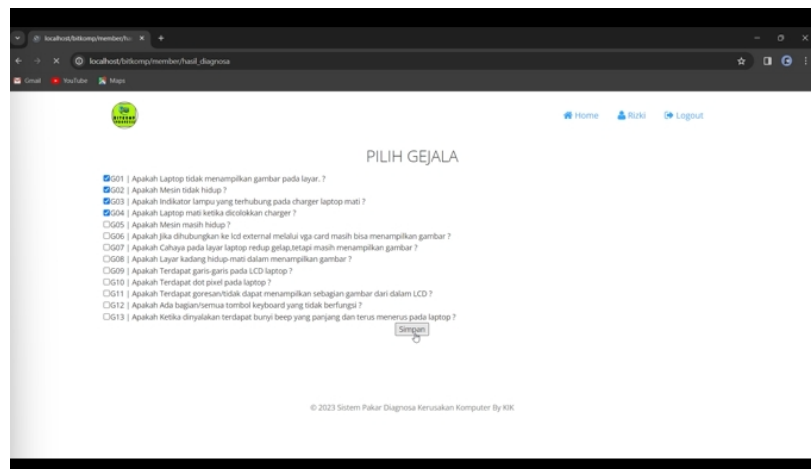 localhost/bitkomp/member/ha
localhost/bitkomp/member/hasil_diagnosa
Gmail YouTube Maps
BITKOMP
Home Rizki Logout
PILIH GEJALA
G01 | Apakah Laptop tidak menampilkan gambar pada layar. ?
G02 | Apakah Mesin tidak hidup ?
G03 | Apakah Indikator lampu yang terhubung pada charger laptop mati ?
G04 | Apakah Laptop mati ketika dicolokkan charger ?
G05 | Apakah Mesin masih hidup ?
G06 | Apakah Jika dihubungkan ke lcd external melalui vga card masih bisa menampilkan gambar ?
G07 | Apakah Cahaya pada layar laptop redup gelap,tetapi masih menampilkan gambar ?
G08 | Apakah Layar kadang hidup-mati dalam menampilkan gambar ?
G09 | Apakah Terdapat garis-garis pada LCD laptop ?
G10 | Apakah Terdapat dot pixel pada laptop ?
G11 | Apakah Terdapat goresan/tidak dapat menampilkan sebagian gambar dari dalam LCD ?
G12 | Apakah Ada bagian/semua tombol keyboard yang tidak berfungsi ?
G13 | Apakah Ketika dinyalakan terdapat bunyi beep yang panjang dan terus menerus pada laptop ?
Simpan
© 2023 Sistem Pakar Diagnosa Kerusakan Komputer By KIK